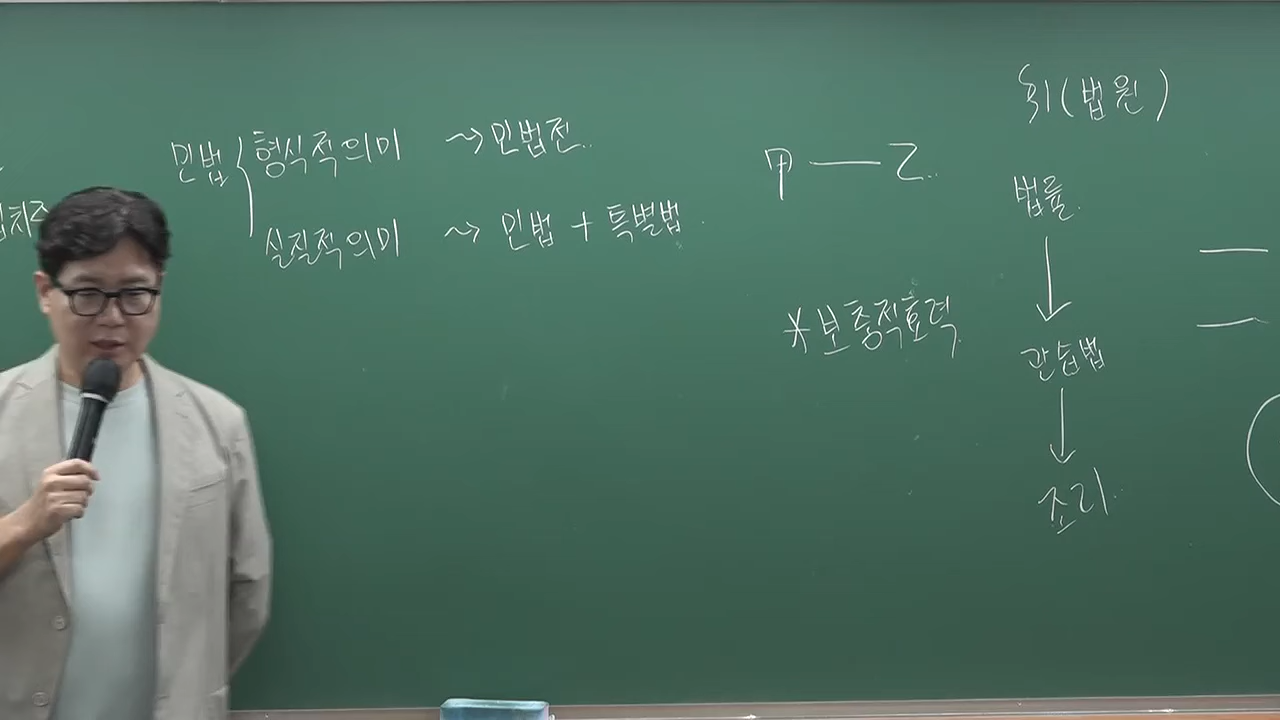 민법 형식적의미 → 민법전..
실질적의미 → 민법 + 특별법.
甲 — 乙..
*보충적효력.
(법원)
법률.
↓
관습법
↓
조리.